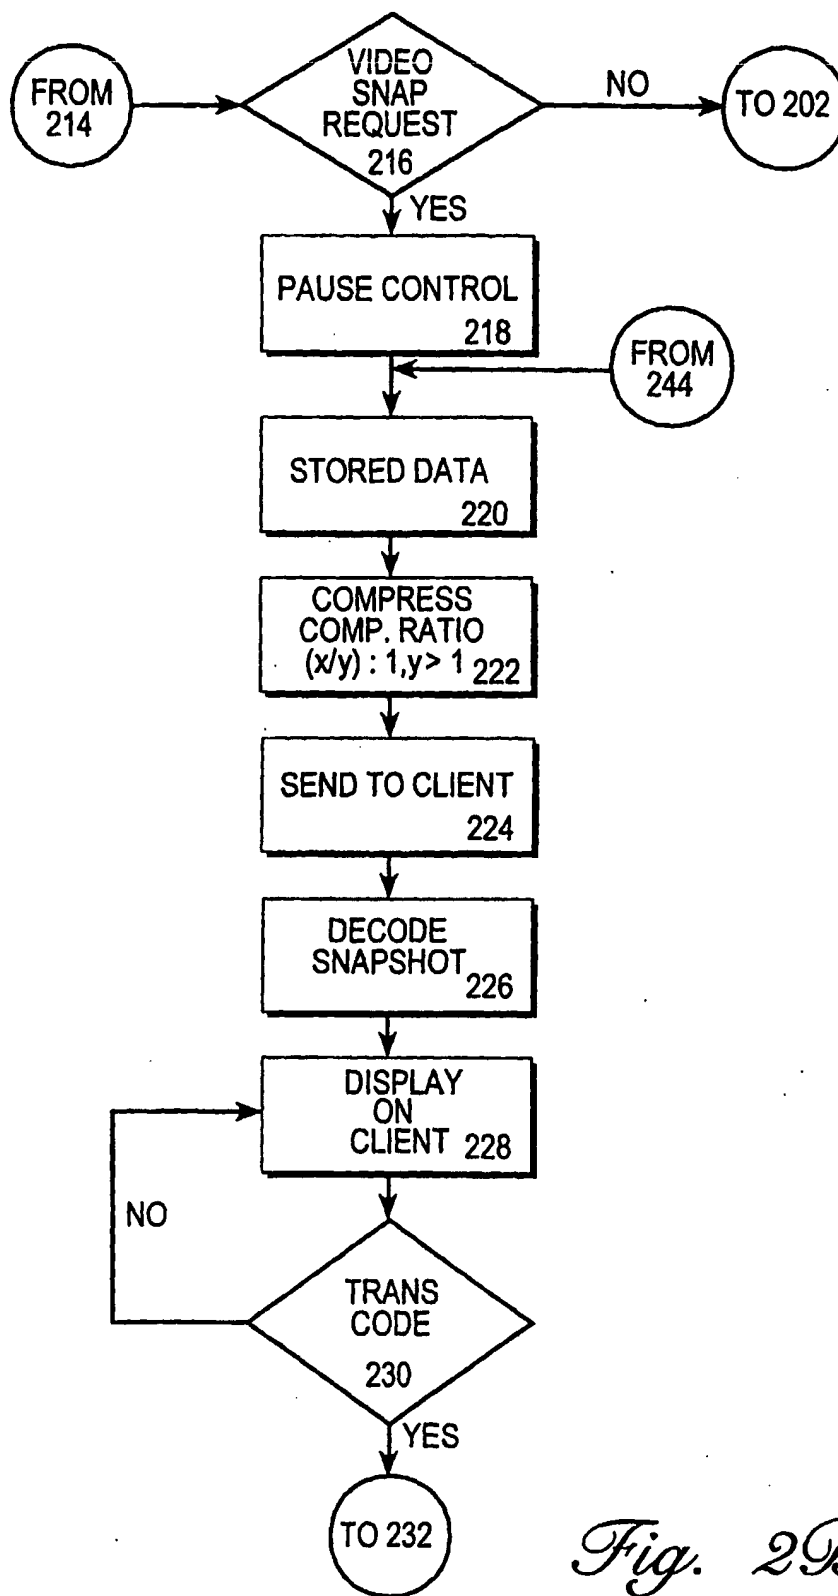 FROM
214
VIDEO
SNAP
REQUEST
216
NO
TO 202
YES
PAUSE CONTROL
218
FROM
244
STORED DATA
220
COMPRESS
COMP. RATIO
(x/y) : 1,y> 1
222
SEND TO CLIENT
224
DECODE
SNAPSHOT
226
DISPLAY
ON
CLIENT
228
NO
TRANS
CODE
230
YES
TO 232
Fig. 2B